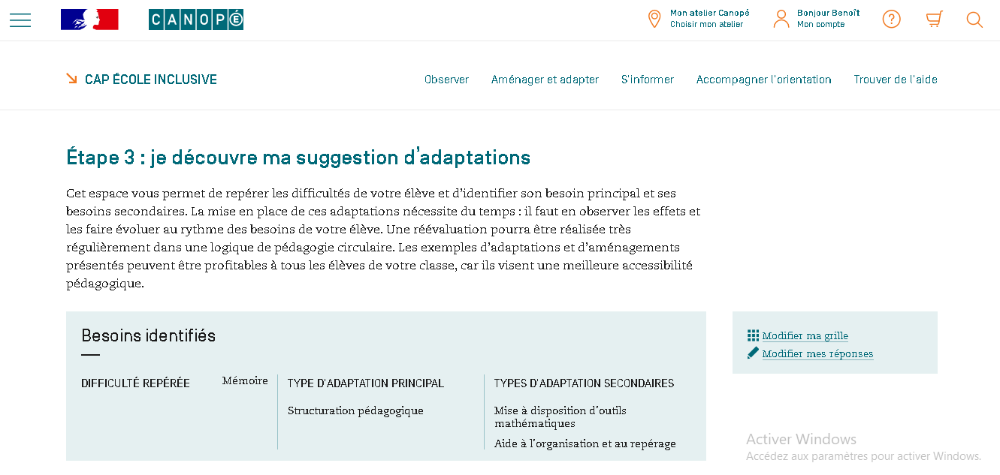 CANOPÉ
Mon atelier Canopé
Choisir mon atelier
Bonjour Benoît
Mon compte
?
CAP ÉCOLE INCLUSIVE
Observer
Aménager et adapter
S'informer
Accompagner l'orientation
Trouver de l'aide
Étape 3 : je découvre ma suggestion d'adaptations
Cet espace vous permet de repérer les difficultés de votre élève et d'identifier son besoin principal et ses
besoins secondaires. La mise en place de ces adaptations nécessite du temps : il faut en observer les effets et
les faire évoluer au rythme des besoins de votre élève. Une réévaluation pourra être réalisée très
régulièrement dans une logique de pédagogie circulaire. Les exemples d'adaptations et d'aménagements
présentés peuvent être profitables à tous les élèves de votre classe, car ils visent une meilleure accessibilité
pédagogique.
Besoins identifiés
DIFFICULTÉ REPÉRÉE
Mémoire
TYPE D'ADAPTATION PRINCIPAL
Structuration pédagogique
TYPES D'ADAPTATION SECONDAIRES
Mise à disposition d'outils
mathématiques
Aide à l'organisation et au repérage
Modifier ma grille
Modifier mes réponses
Activer Windows
Accédez aux paramètres pour activer Windows.